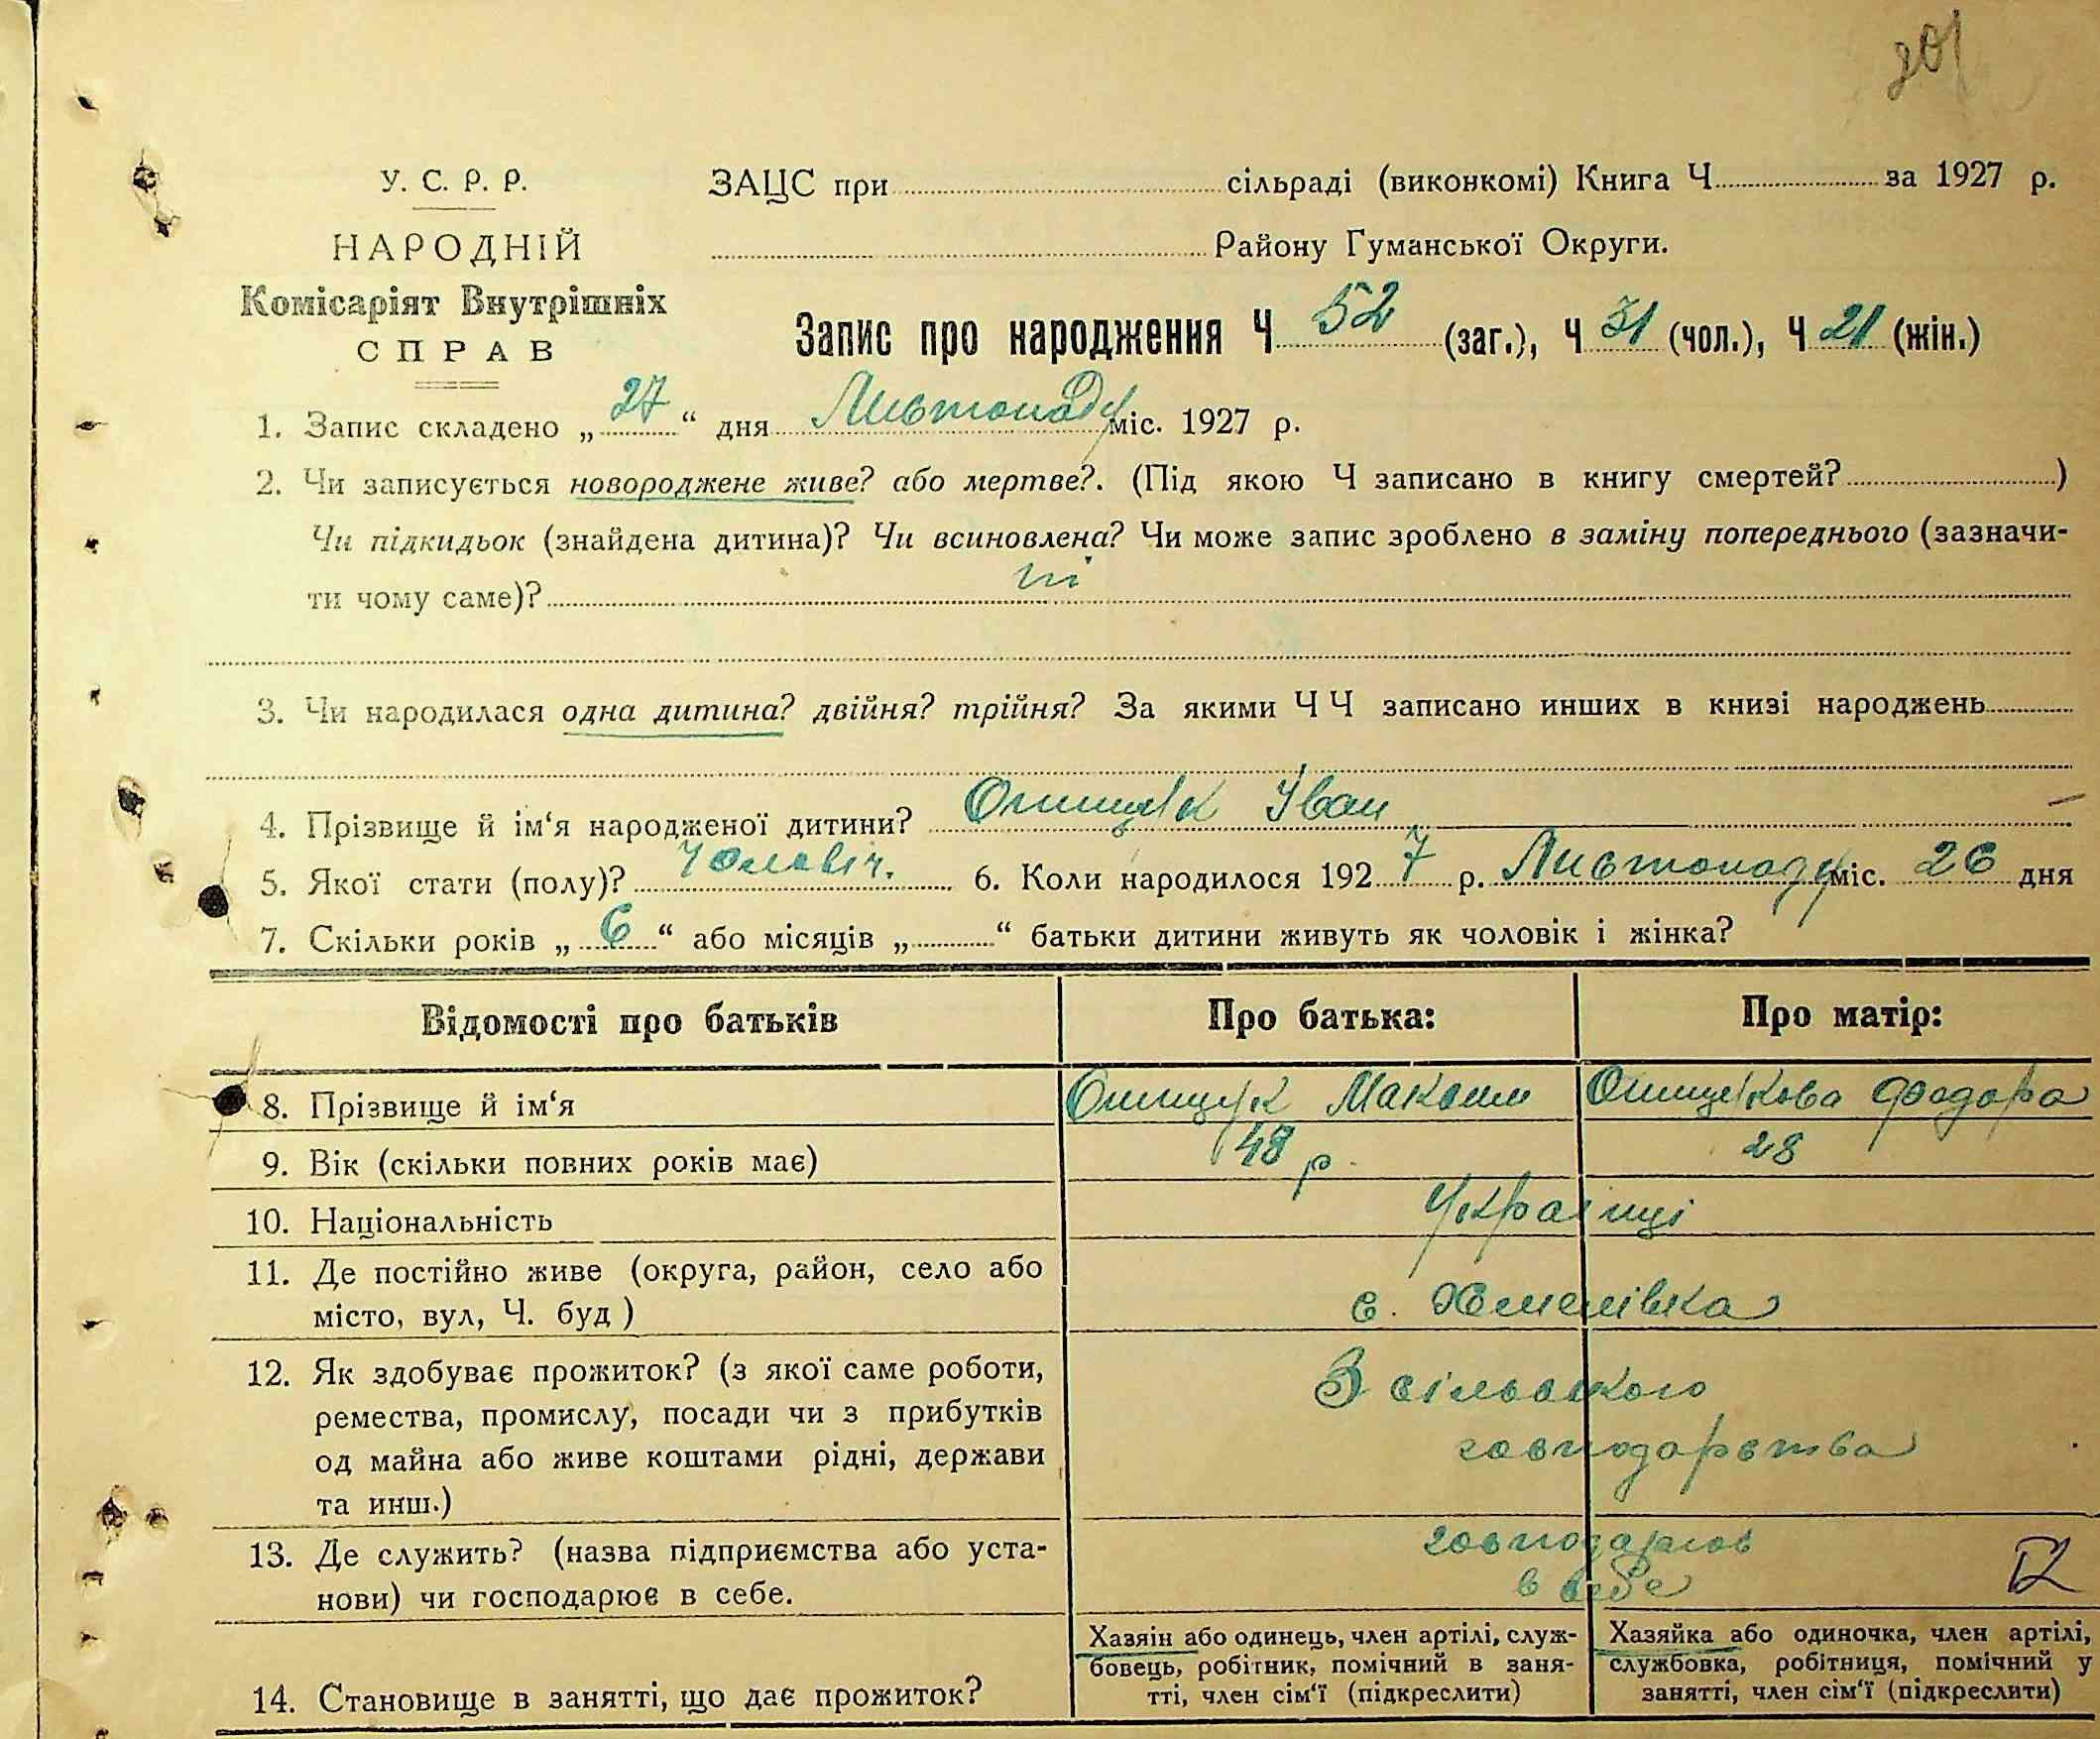 201
У. С. Р. Р.
НАРОДНІЙ
Комісаріят Внутрішніх
СПРАВ
ЗАЦС при сільраді (виконкомі) Книга Ч за 1927 р.
Району Гуманської Округи.
Запис про народження Ч 52 (заг.), Ч 31 (чол.), Ч 21 (жін.)
1. Запис складено „27“ дня Листопаду міс. 1927 р.
2. Чи записується новороджене живе? або мертве?. (Під якою Ч записано в книгу смертей? )
Чи підкидьок (знайдена дитина)? Чи всиновлена? Чи може запис зроблено в заміну попереднього (зазначи-
ти чому саме)? ні
3. Чи народилася одна дитина? двійня? трійня? За якими ЧЧ записано инших в книзі народжень
4. Прізвище й ім‘я народженої дитини? Онищук Іван
5. Якої стати (полу)? Чоловіч. 6. Коли народилося 1927 р. Листопаду міс. 26 дня
7. Скільки років „6“ або місяців „ “ батьки дитини живуть як чоловік і жінка?
Відомості про батьків Про батька: Про матір:
8. Прізвище й ім‘я Онищук Максим Онищукова Федора
9. Вік (скільки повних років має) 48 р. 28
10. Національність Українці
11. Де постійно живе (округа, район, село або
місто, вул, Ч. буд ) с. Хмелівка
12. Як здобуває прожиток? (з якої саме роботи,
ремества, промислу, посади чи з прибутків
од майна або живе коштами рідні, держави
та инш.)
З сільського
господарства
13. Де служить? (назва підприємства або уста-
нови) чи господарює в себе.
в себе
14. Становище в занятті, що дає прожиток?
Хазяін або одинець, член артілі, служ-
бовець, робітник, помічний в заня-
тті, член сім‘ї (підкреслити)
Хазяйка або одиночка, член артілі,
службовка, робітниця, помічний у
занятті, член сім‘ї (підкреслити)